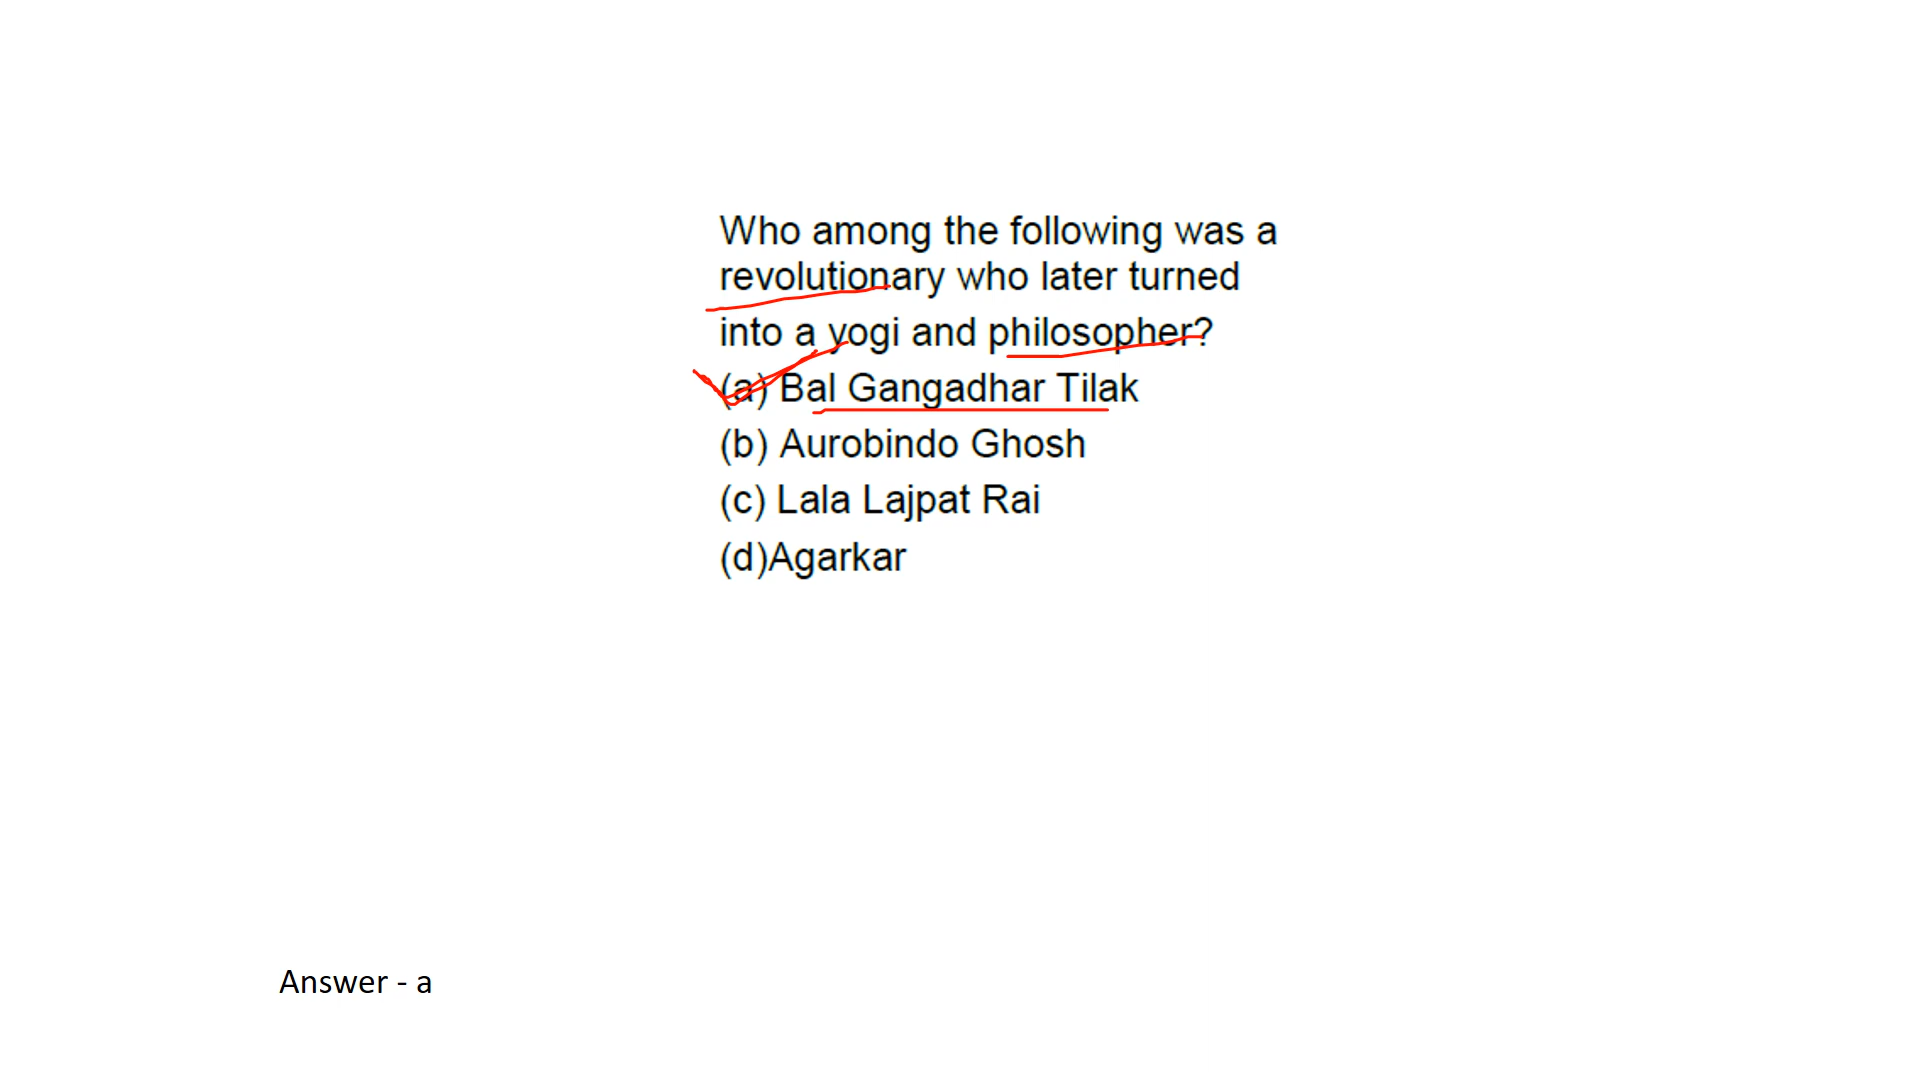 Who among the following was a
revolutionary who later turned
into a yogi and philosopher?
(a) Bal Gangadhar Tilak
(b) Aurobindo Ghosh
(c) Lala Lajpat Rai
(d)Agarkar
Answer - a